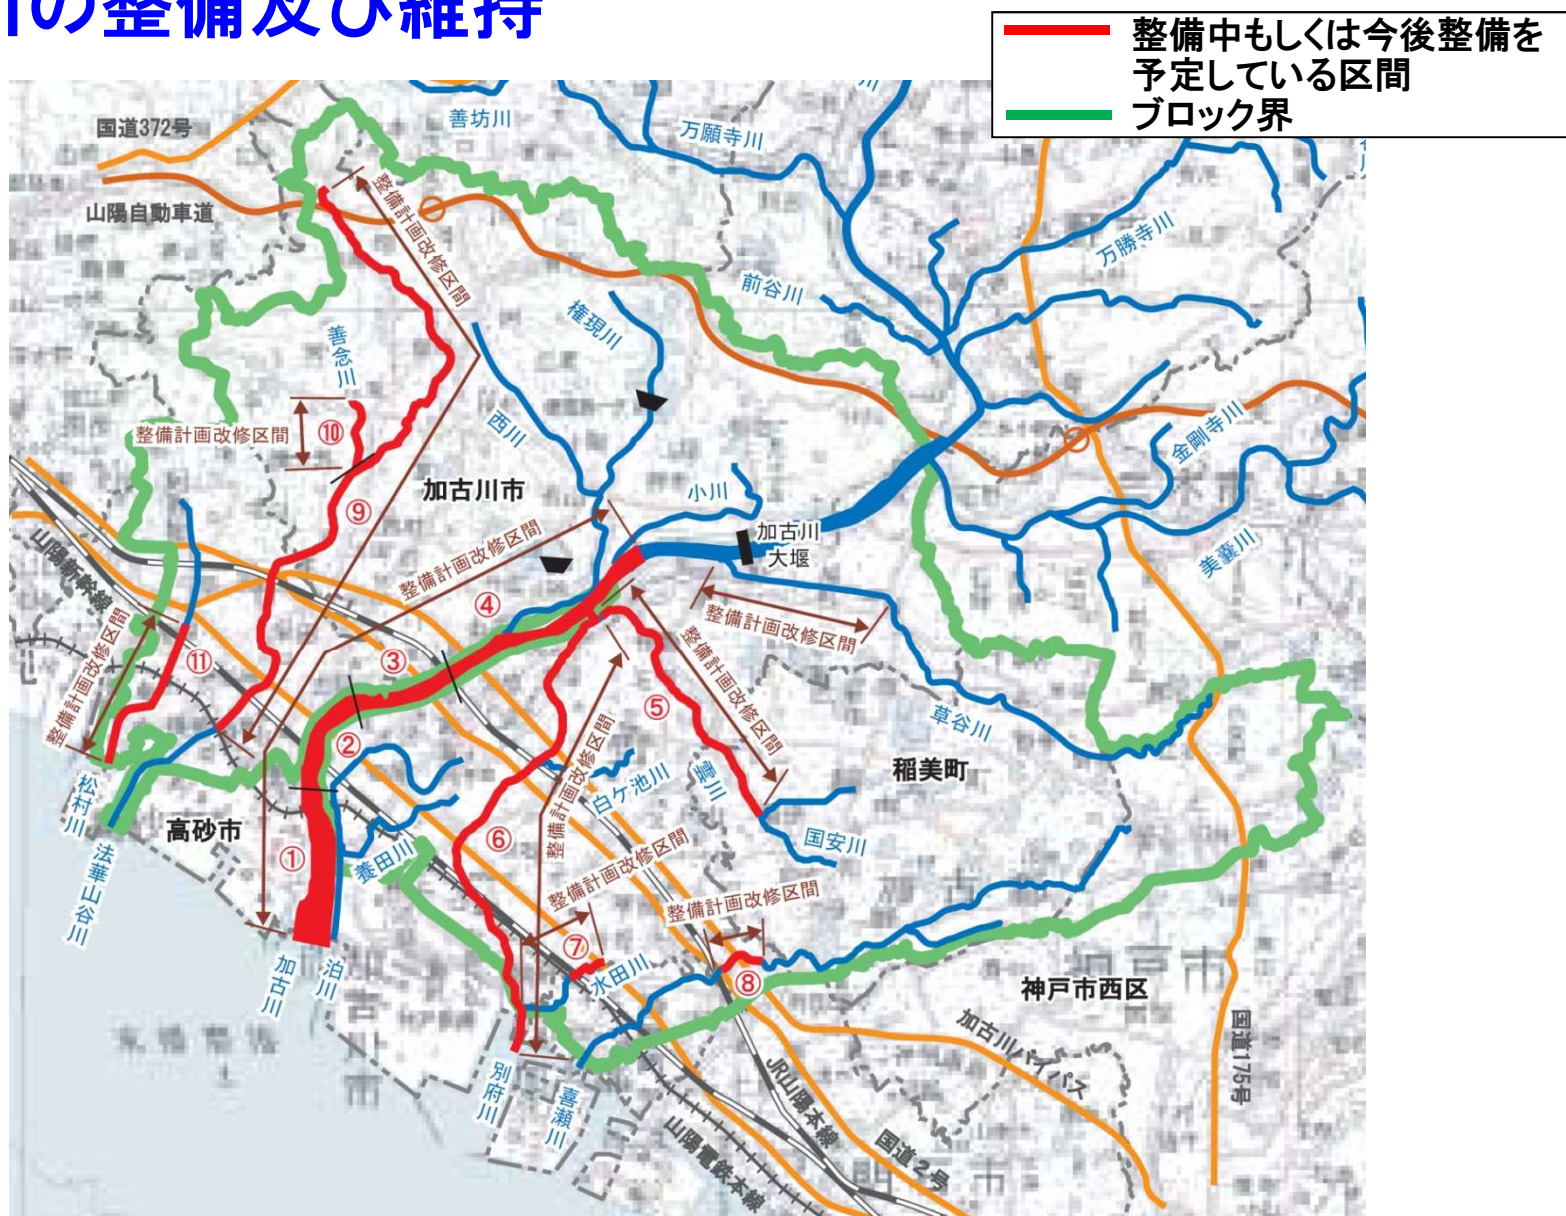 の整備及び維持
整備中もしくは今後整備を
予定している区間
ブロック界
国道372号
善坊川
万願寺川
山陽自動車道
整備計画改修区間
万勝寺川
前谷川
権現川
善念川
西川
金剛寺川
整備計画改修区間
⑩
加古川市
小川
⑨
整備計画改修区間
加古川
大堰
美嚢川
山陽新幹線
④
整備計画改修区間
整備計画改修区間
整備計画改修区間
⑪
③
⑤
草谷川
②
整備計画改修区間
稲美町
白ケ池川
曇川
松村川
高砂市
①
養田川
⑥
国安川
法華山谷川
整備計画改修区間
整備計画改修区間
⑦
水田川
⑧
加古川
泊川
神戸市西区
加古川バイパス
国道175号
別府川
喜瀬川
JR山陽本線
山陽電鉄本線
国道2号